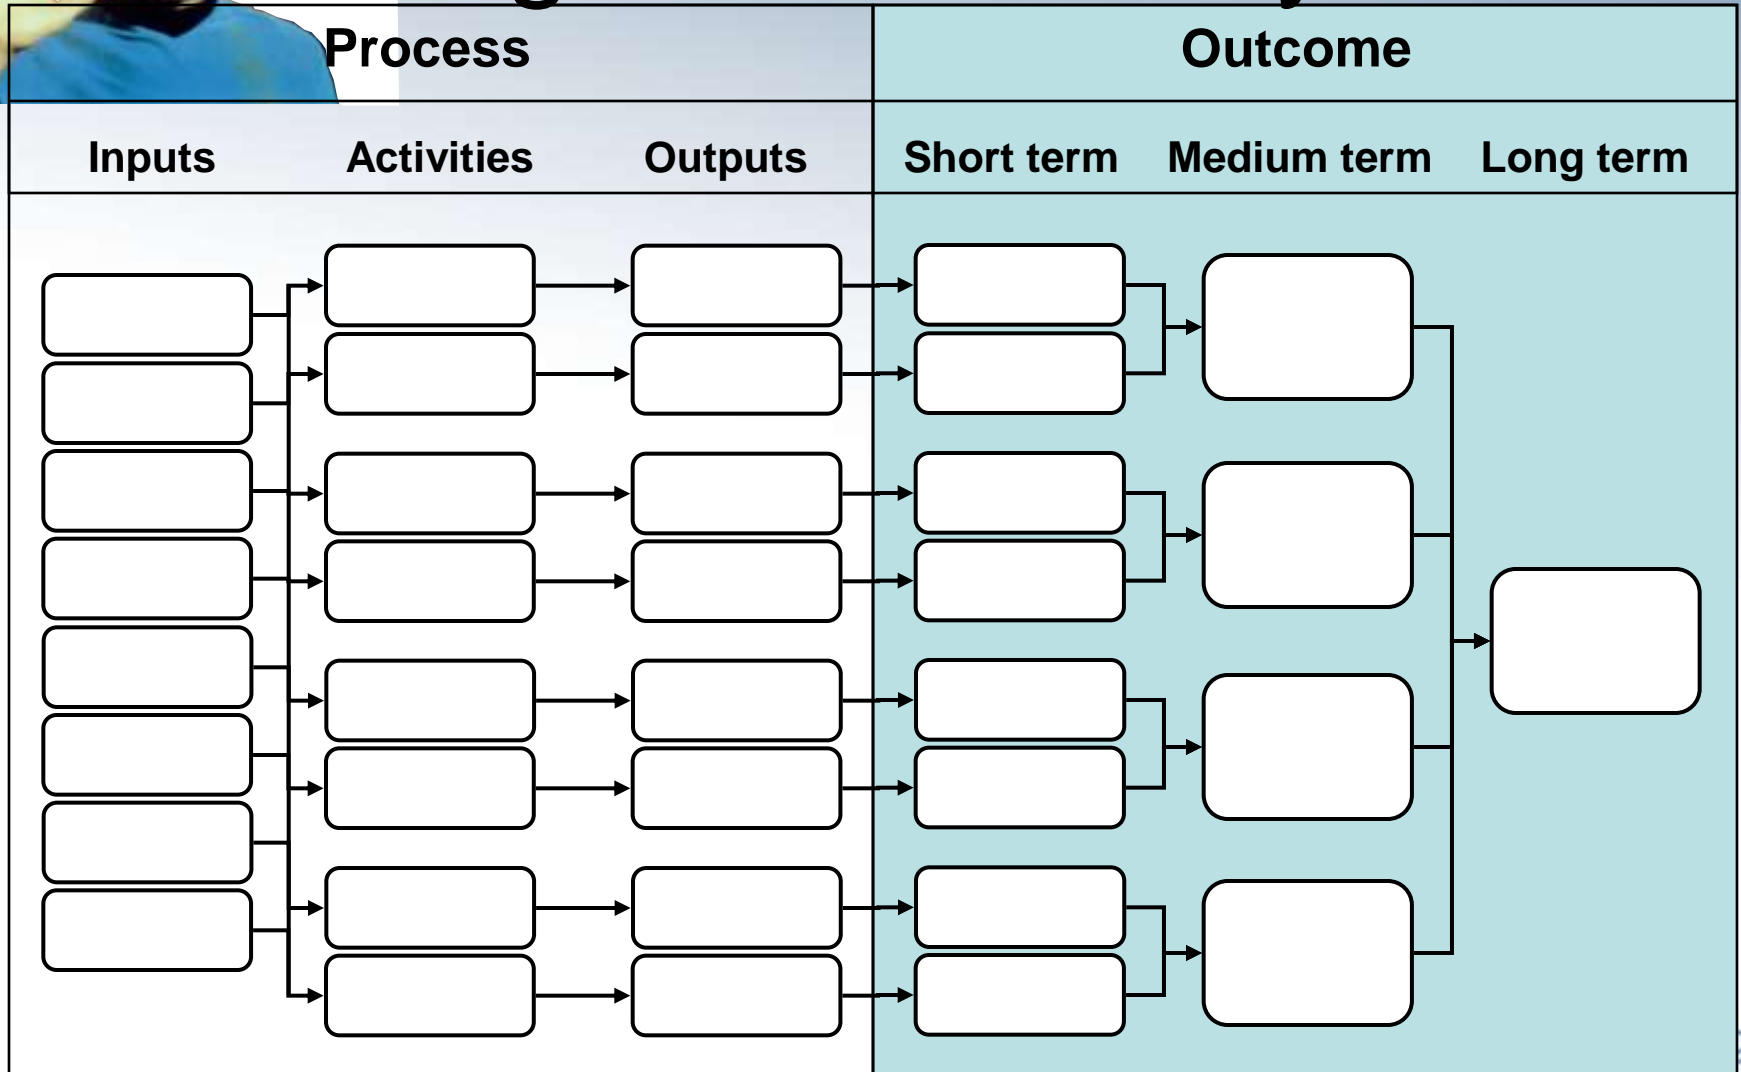 Process
Outcome
Inputs
Activities
Outputs
Short term
Medium term
Long term